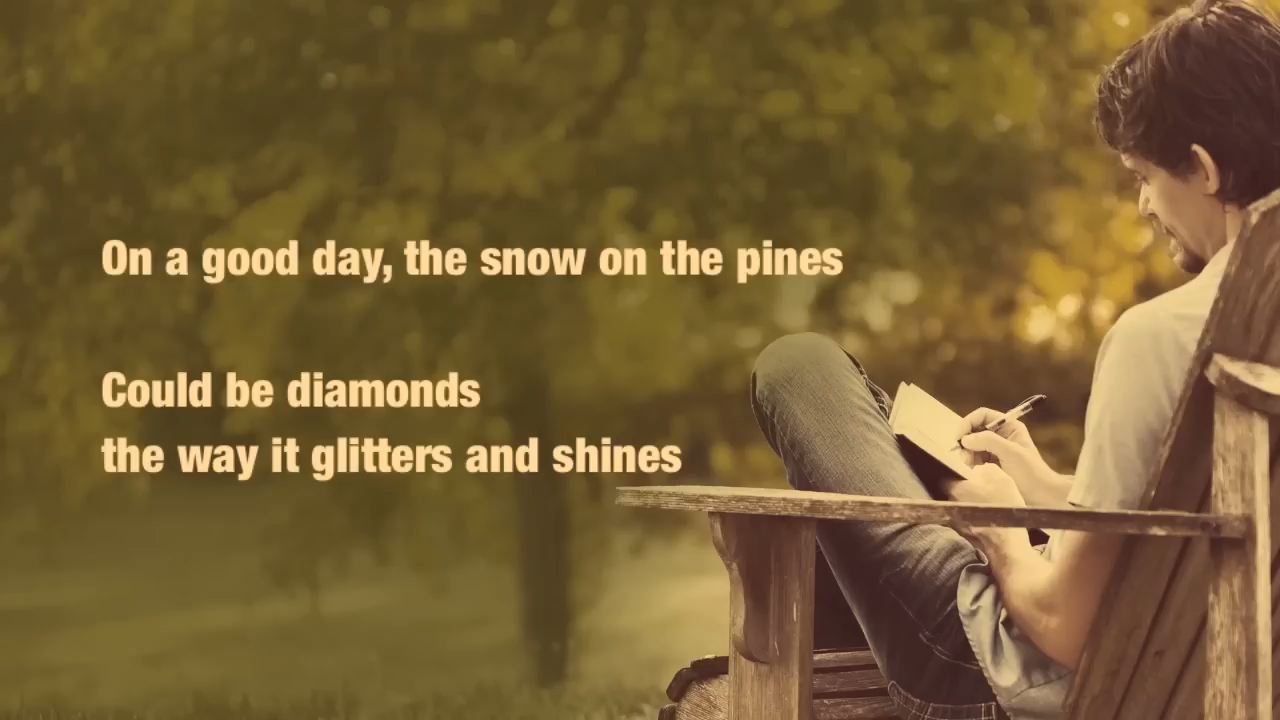 On a good day, the snow on the pines
Could be diamonds
the way it glitters and shines